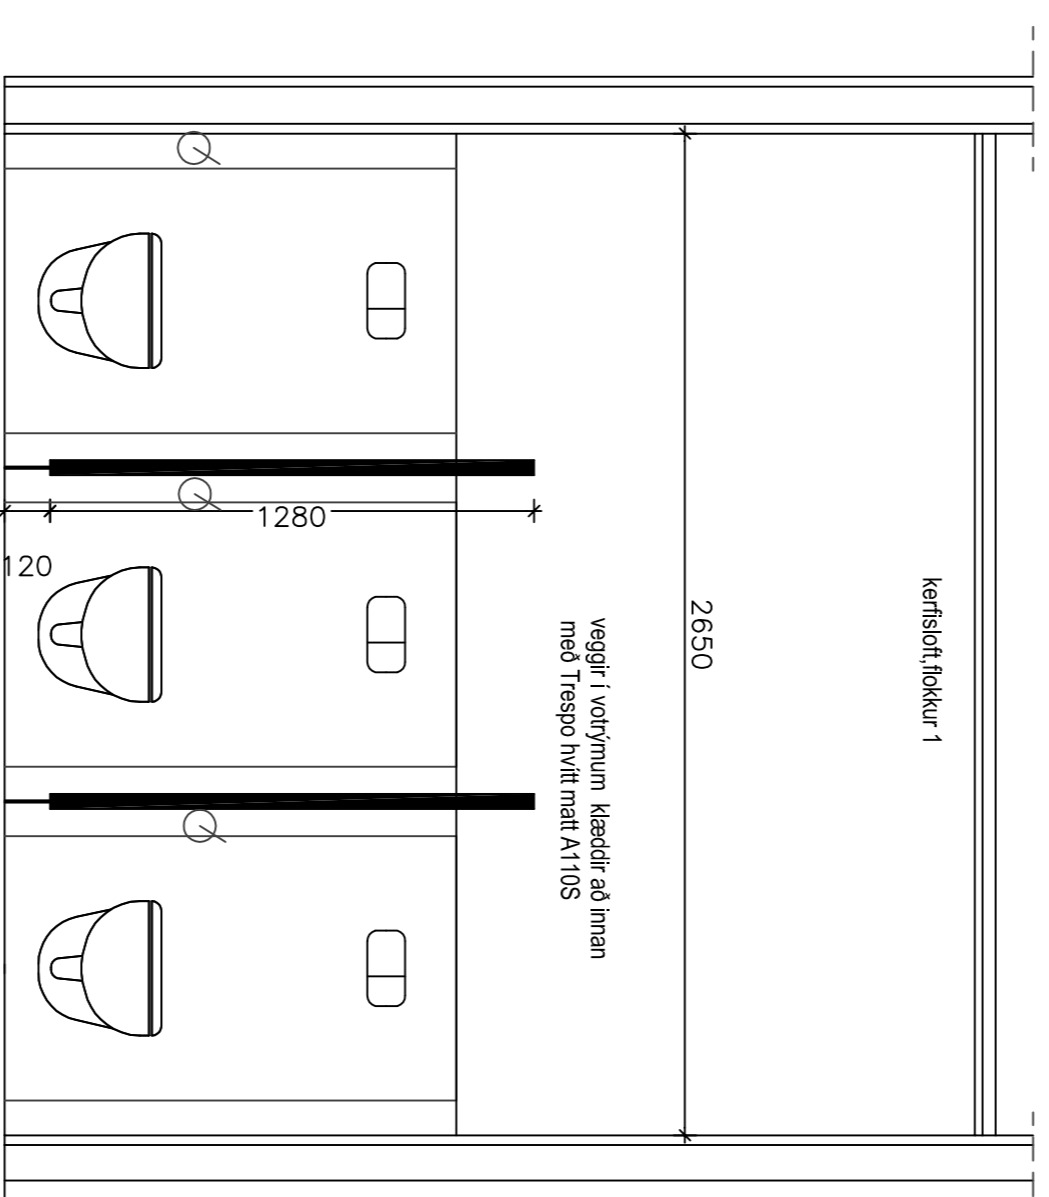 kerfisloft,flokkur 1
2650
veggir í votrýmum klæddir að innan
með Trespo hvítt matt A110S
1280
120